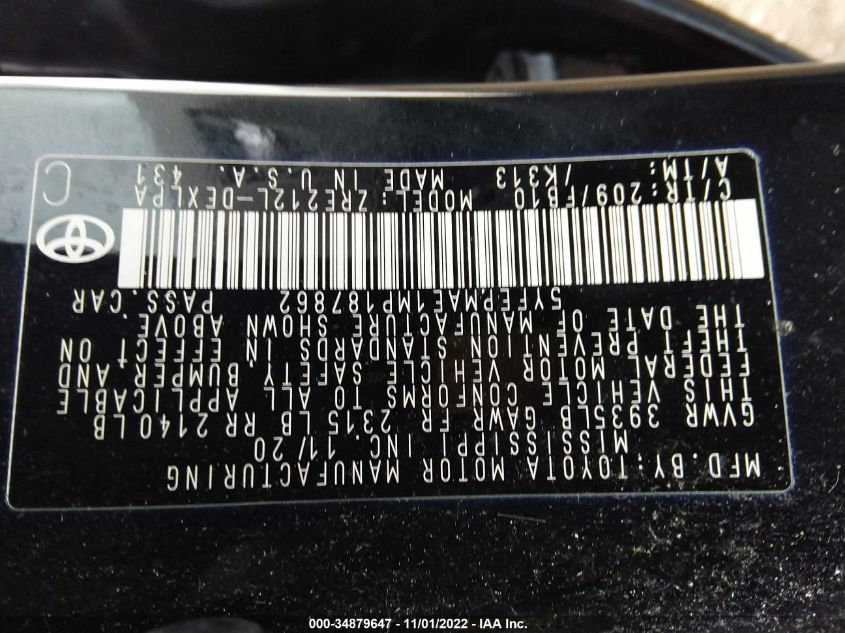 MFD. BY: TOYOTA MOTOR MANUFACTURING
MISSISSIPPI INC. 11/20
GVWR 3935LB GAWR FR 2315 LB RR 2140LB
THIS VEHICLE CONFORMS TO ALL APPLICABLE
FEDERAL MOTOR VEHICLE SAFETY, BUMPER AND
THEFT PREVENTION STANDARDS IN EFFECT ON
THE DATE OF MANUFACTURE SHOWN ABOVE.
5YFEPMAE1MP187862 PASS. CAR
C/TR: 209/FB10 MODEL: ZRE212L-DEXLPA
A/TM: /K313 MADE IN U.S.A. 431
C
000-34879647 - 11/01/2022 - IAA Inc.